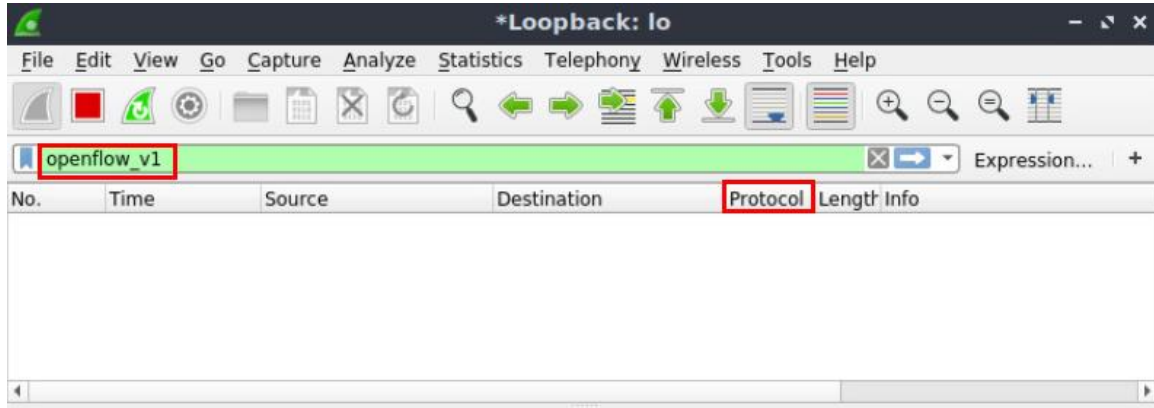 *Loopback: lo
File Edit View Go Capture Analyze Statistics Telephony Wireless Tools Help
openflow_v1 Expression... +
No. Time Source Destination Protocol Length Info